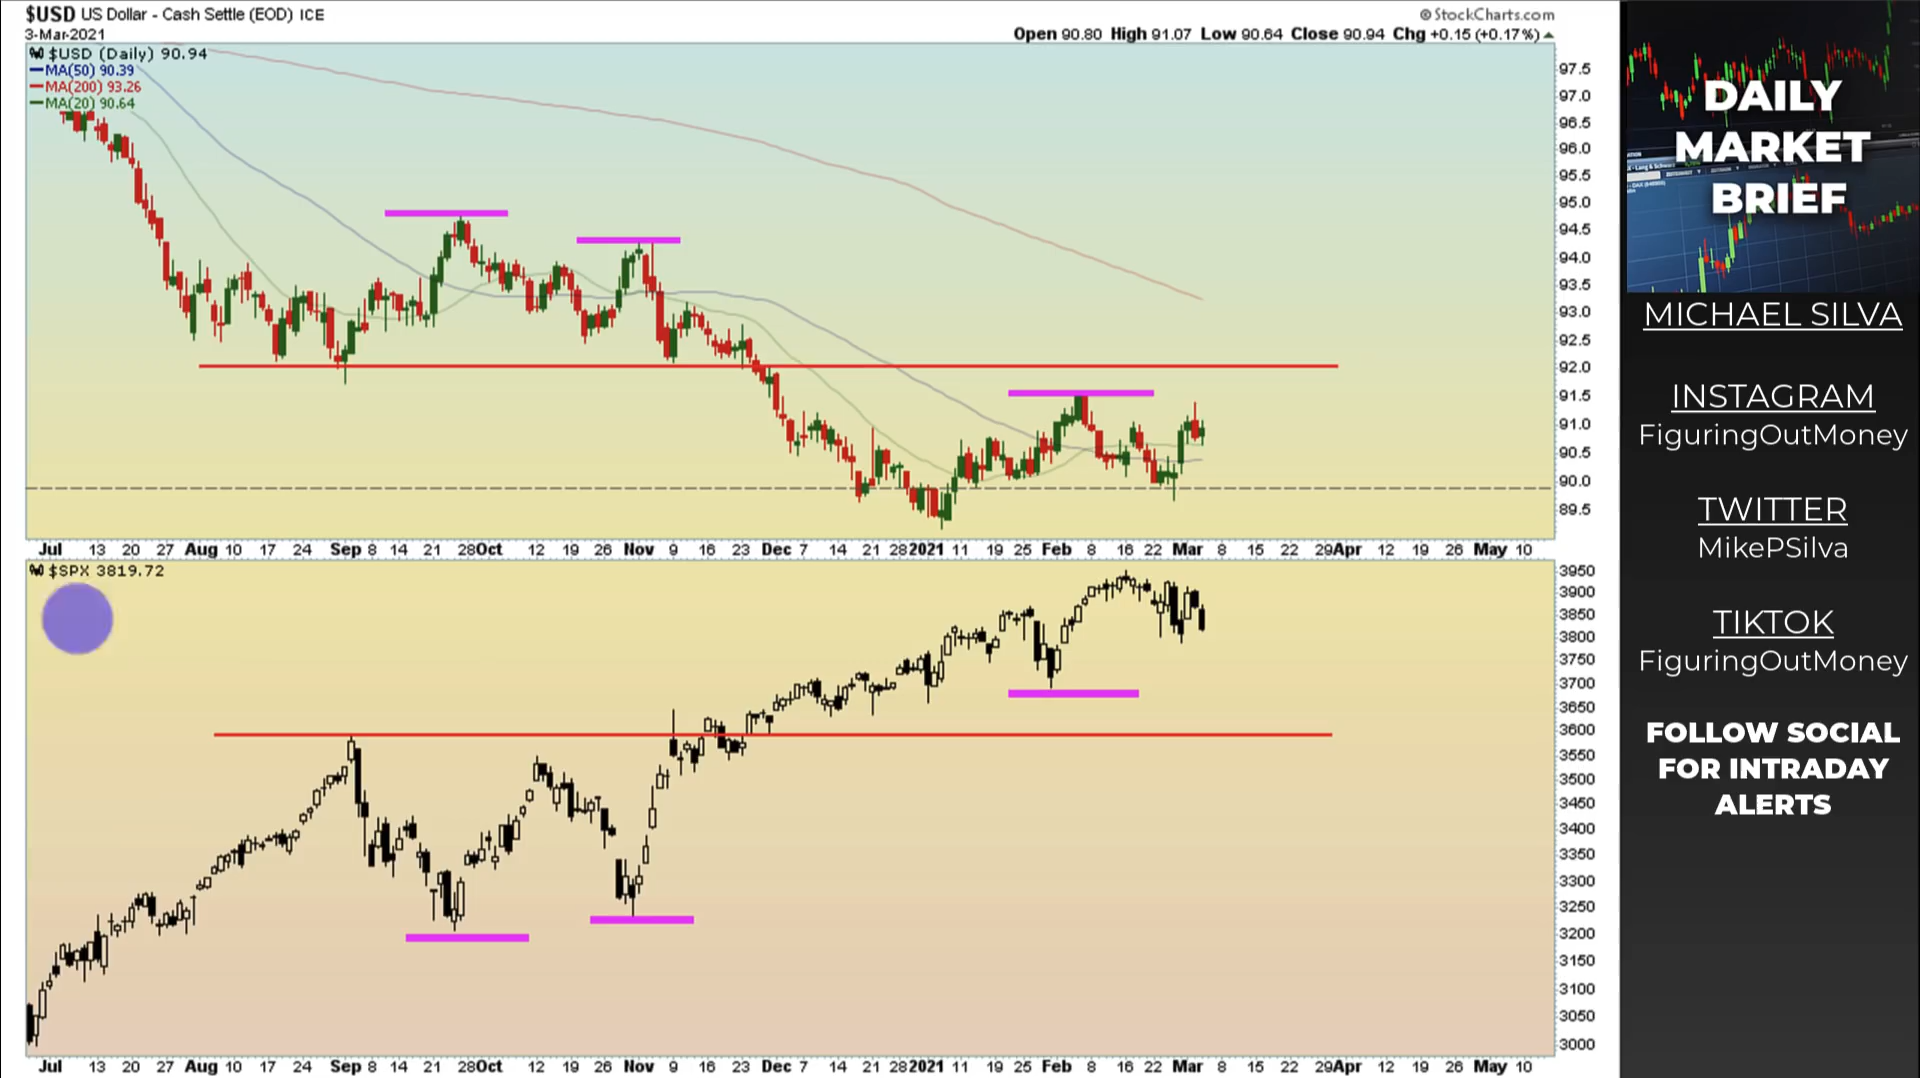 $USD US Dollar - Cash Settle (EOD) ICE
© StockCharts.com
3-Mar-2021
Open 90.80 High 91.07 Low 90.64 Close 90.94 Chg +0.15 (+0.17%)
$USD (Daily) 90.94
MA(50) 90.39
MA(200) 93.26
MA(20) 90.64
97.5
97.0
96.5
96.0
95.5
95.0
94.5
94.0
93.5
93.0
92.5
92.0
91.5
91.0
90.5
90.0
89.5
Jul 13 20 27 Aug 10 17 24 Sep 8 14 21 28 Oct 12 19 26 Nov 9 16 23 Dec 7 14 21 28 2021 11 19 25 Feb 8 16 22 Mar 8 15 22 29 Apr 12 19 26 May 10
$SPX 3819.72
3950
3900
3850
3800
3750
3700
3650
3600
3550
3500
3450
3400
3350
3300
3250
3200
3150
3100
3050
3000
Jul 13 20 27 Aug 10 17 24 Sep 8 14 21 28 Oct 12 19 26 Nov 9 16 23 Dec 7 14 21 28 2021 11 19 25 Feb 8 16 22 Mar 8 15 22 29 Apr 12 19 26 May 10
DAILY
MARKET
BRIEF
MICHAEL SILVA
INSTAGRAM
FiguringOutMoney
TWITTER
MikePSilva
TIKTOK
FiguringOutMoney
FOLLOW SOCIAL
FOR INTRADAY
ALERTS